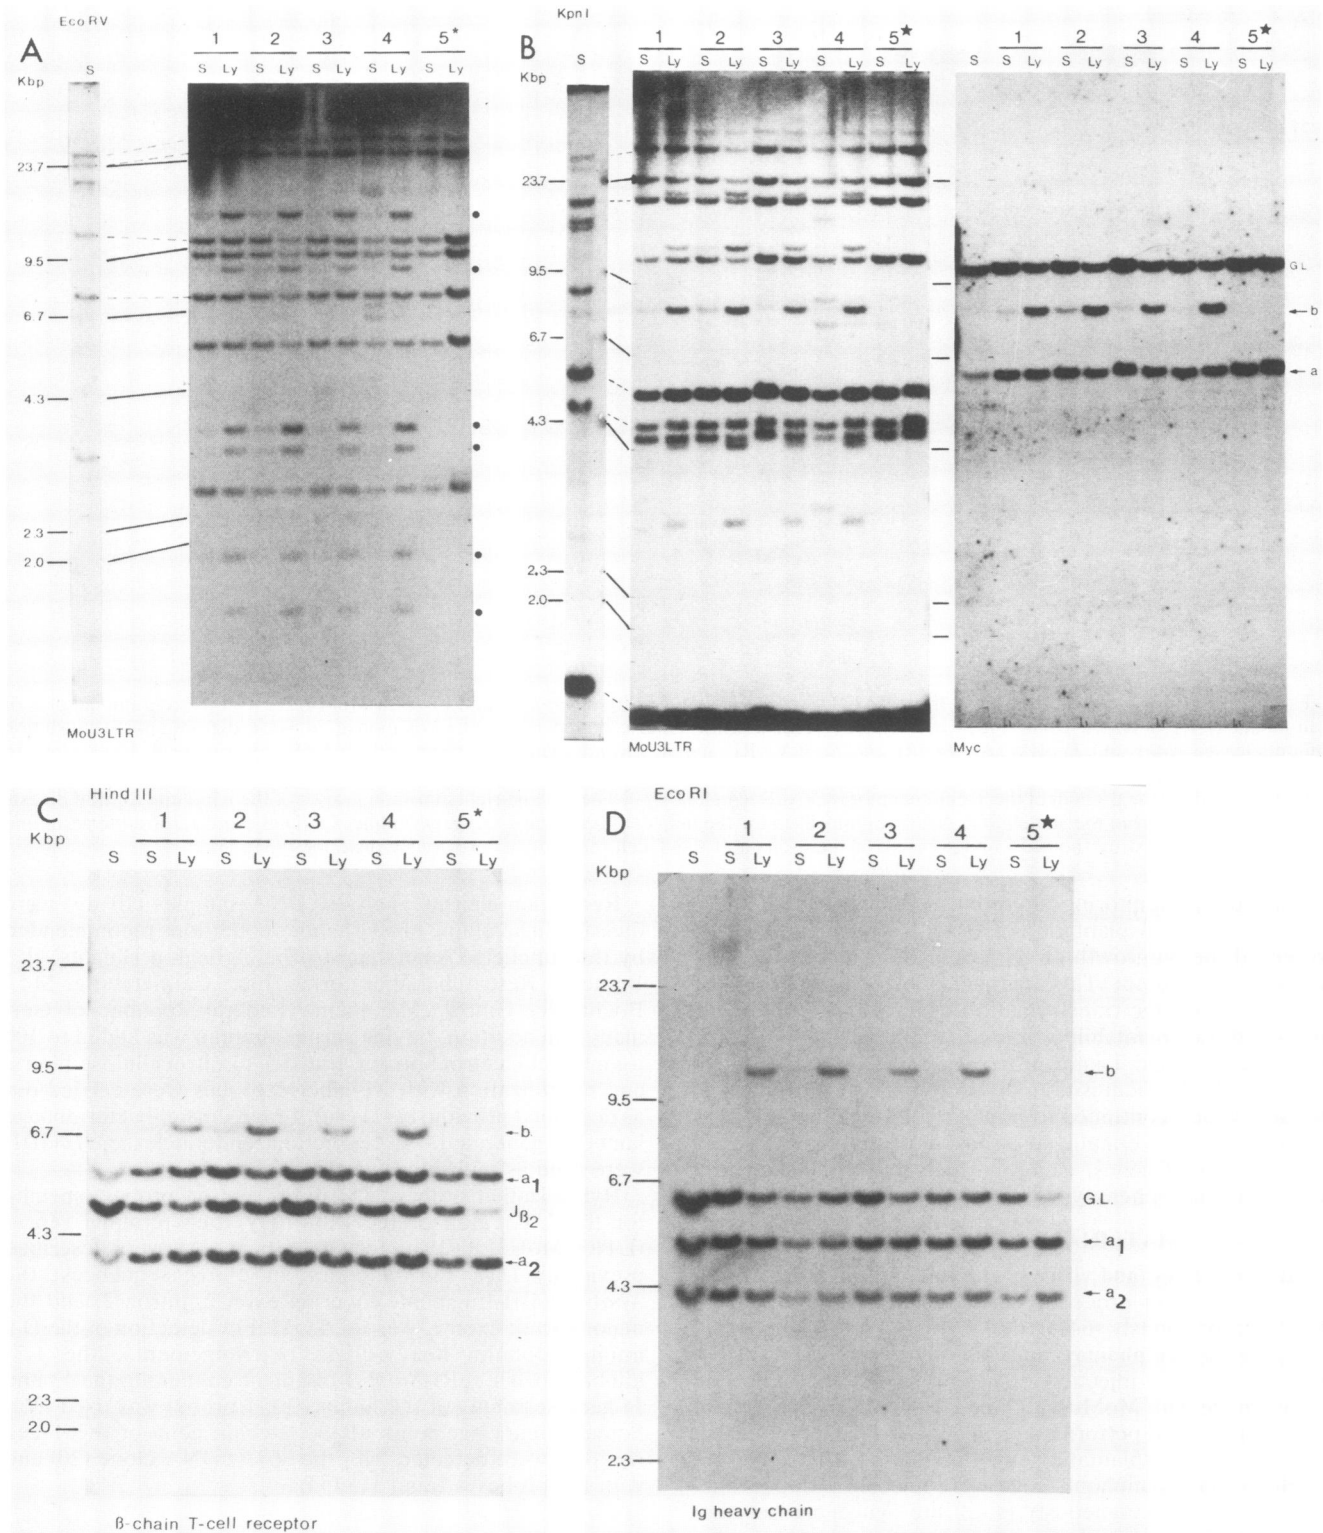 Eco RV
A
1 2 3 4 5*
S
S Ly S Ly S Ly S Ly S Ly
Kbp
23.7
9.5
6.7
4.3
2.3
2.0
MoU3LTR
Kpn I
B
1 2 3 4 5★
S
S Ly S Ly S Ly S Ly S Ly
Kbp
23.7
9.5
6.7
4.3
2.3
2.0
MoU3LTR
1 2 3 4 5★
S S Ly S Ly S Ly S Ly S Ly
G.L.
b
a
Myc
Hind III
C
1 2 3 4 5*
Kbp
S S Ly S Ly S Ly S Ly S Ly
23.7
9.5
6.7
4.3
2.3
2.0
b
a1
Jß2
a2
ß-chain T-cell receptor
Eco RI
D
1 2 3 4 5★
S S Ly S Ly S Ly S Ly S Ly
Kbp
23.7
9.5
6.7
4.3
2.3
b
G.L.
a1
a2
Ig heavy chain